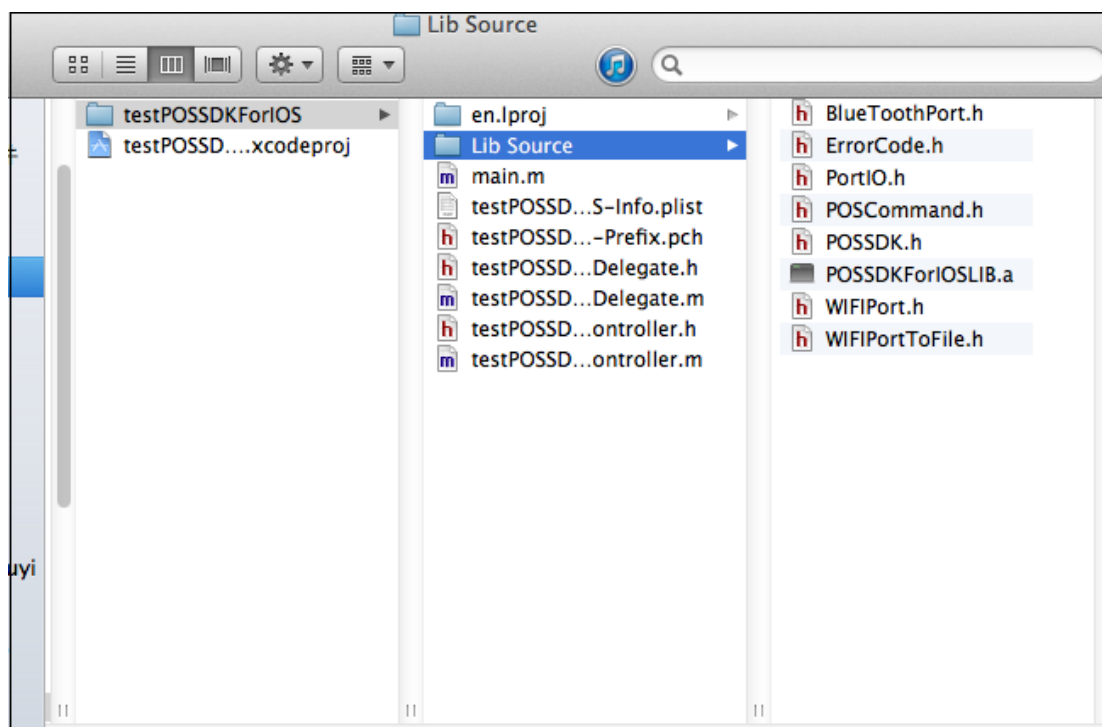 Lib Source
testPOSSDKForIOS
testPOSSD....xcodeproj
en.lproj
Lib Source
main.m
testPOSSD...S-Info.plist
testPOSSD...-Prefix.pch
testPOSSD...Delegate.h
testPOSSD...Delegate.m
testPOSSD...ontroller.h
testPOSSD...ontroller.m
BlueToothPort.h
ErrorCode.h
PortIO.h
POSCommand.h
POSSDK.h
POSSDKForIOSLIB.a
WIFIPort.h
WIFIPortToFile.h
uyi